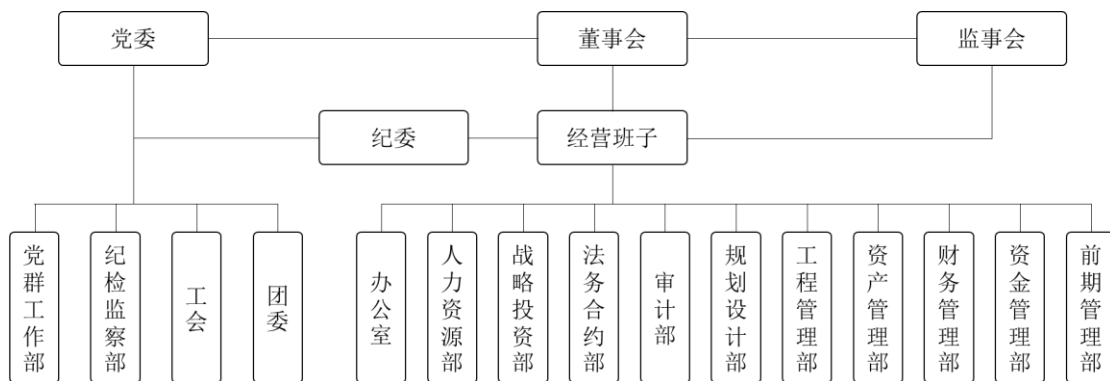 党委
董事会
监事会
纪委
经营班子
党群工作部
纪检监察部
工会
团委
办公室
人力资源部
战略投资部
法务合约部
审计部
规划设计部
工程管理部
资产管理部
财务管理部
资金管理部
前期管理部